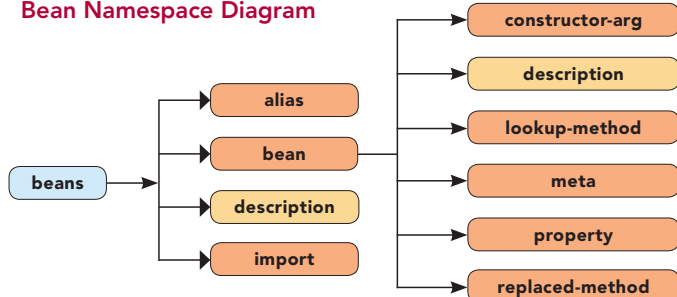 Bean Namespace Diagram
beans
alias
bean
description
import
constructor-arg
description
lookup-method
meta
property
replaced-method